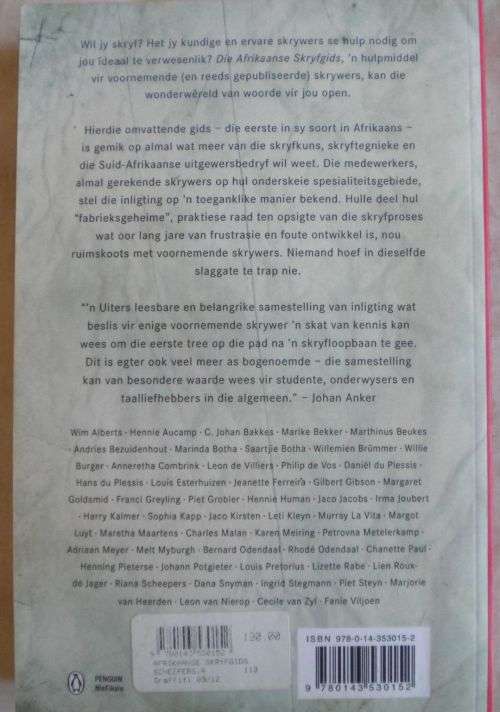 Wil jy skryf? Het jy kundige en ervare skrywers se hulp nodig om
jou ideaal te verwesenlik? Die Afrikaanse Skryfgids, 'n hulpmiddel
vir voornemende (en reeds gepubliseerde) skrywers, kan die
wonderwêreld van woorde vir jou open.
Hierdie omvattende gids – die eerste in sy soort in Afrikaans –
is gemik op almal wat meer van die skryfkuns, skryftegnieke en
die Suid-Afrikaanse uitgewersbedryf wil weet. Die medewerkers,
almal gerekende skrywers op hul onderskeie spesialiteitsgebiede,
stel die inligting op 'n toeganklike manier bekend. Hulle deel hul
“fabrieksgeheime”, praktiese raad ten opsigte van die skryfproses
wat oor lang jare van frustrasie en foute ontwikkel is, nou
ruimskoots met voornemende skrywers. Niemand hoef in dieselfde
slaggate te trap nie.
“'n Uiters leesbare en belangrike samestelling van inligting wat
beslis vir enige voornemende skrywer 'n skat van kennis kan
wees om die eerste tree op die pad na 'n skryfloopbaan te gee.
Dit is egter ook veel meer as bogenoemde – die samestelling
kan van besondere waarde wees vir studente, onderwysers en
taalliefhebbers in die algemeen.” – Johan Anker
Wim Alberts · Hennie Aucamp · C. Johan Bakkes · Marike Bekker · Marthinus Beukes
· Andries Bezuidenhout · Marinda Botha · Saartjie Botha · Willemien Brümmer · Willie
Burger · Anneretha Combrink · Leon de Villiers · Philip de Vos · Daniël du Plessis ·
Hans du Plessis · Louis Esterhuizen · Jeanette Ferreira · Gilbert Gibson · Margaret
Goldsmid · Franci Greyling · Piet Grobler · Hennie Human · Jaco Jacobs · Irma Joubert
· Harry Kalmer · Sophia Kapp · Jaco Kirsten · Leti Kleyn · Murray La Vita · Margot
Luyt · Maretha Maartens · Charles Malan · Karen Meiring · Petrovna Metelerkamp ·
Adriaan Meyer · Melt Myburgh · Bernard Odendaal · Rhodé Odendaal · Chanette Paul ·
Henning Pieterse · Johann Potgieter · Louis Pretorius · Lizette Rabe · Lien Roux-
de Jager · Riana Scheepers · Dana Snyman · Ingrid Stegmann · Piet Steyn · Marjorie
van Heerden · Leon van Nierop · Cecile van Zyl · Fanie Viljoen
190.00
9 780143 530152
AFRIKAANSE SKRYFGIDS
SCHEEPERS.R 113
Graffiti 03/12
PENGUIN
Niefiksie
ISBN 978-0-14-353015-2
9 780143 530152